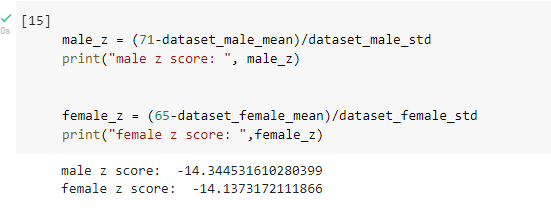 [15]
0s
male_z = (71-dataset_male_mean)/dataset_male_std
print("male z score: ", male_z)
female_z = (65-dataset_female_mean)/dataset_female_std
print("female z score: ",female_z)
male z score:  -14.344531610280399
female z score:  -14.1373172111866